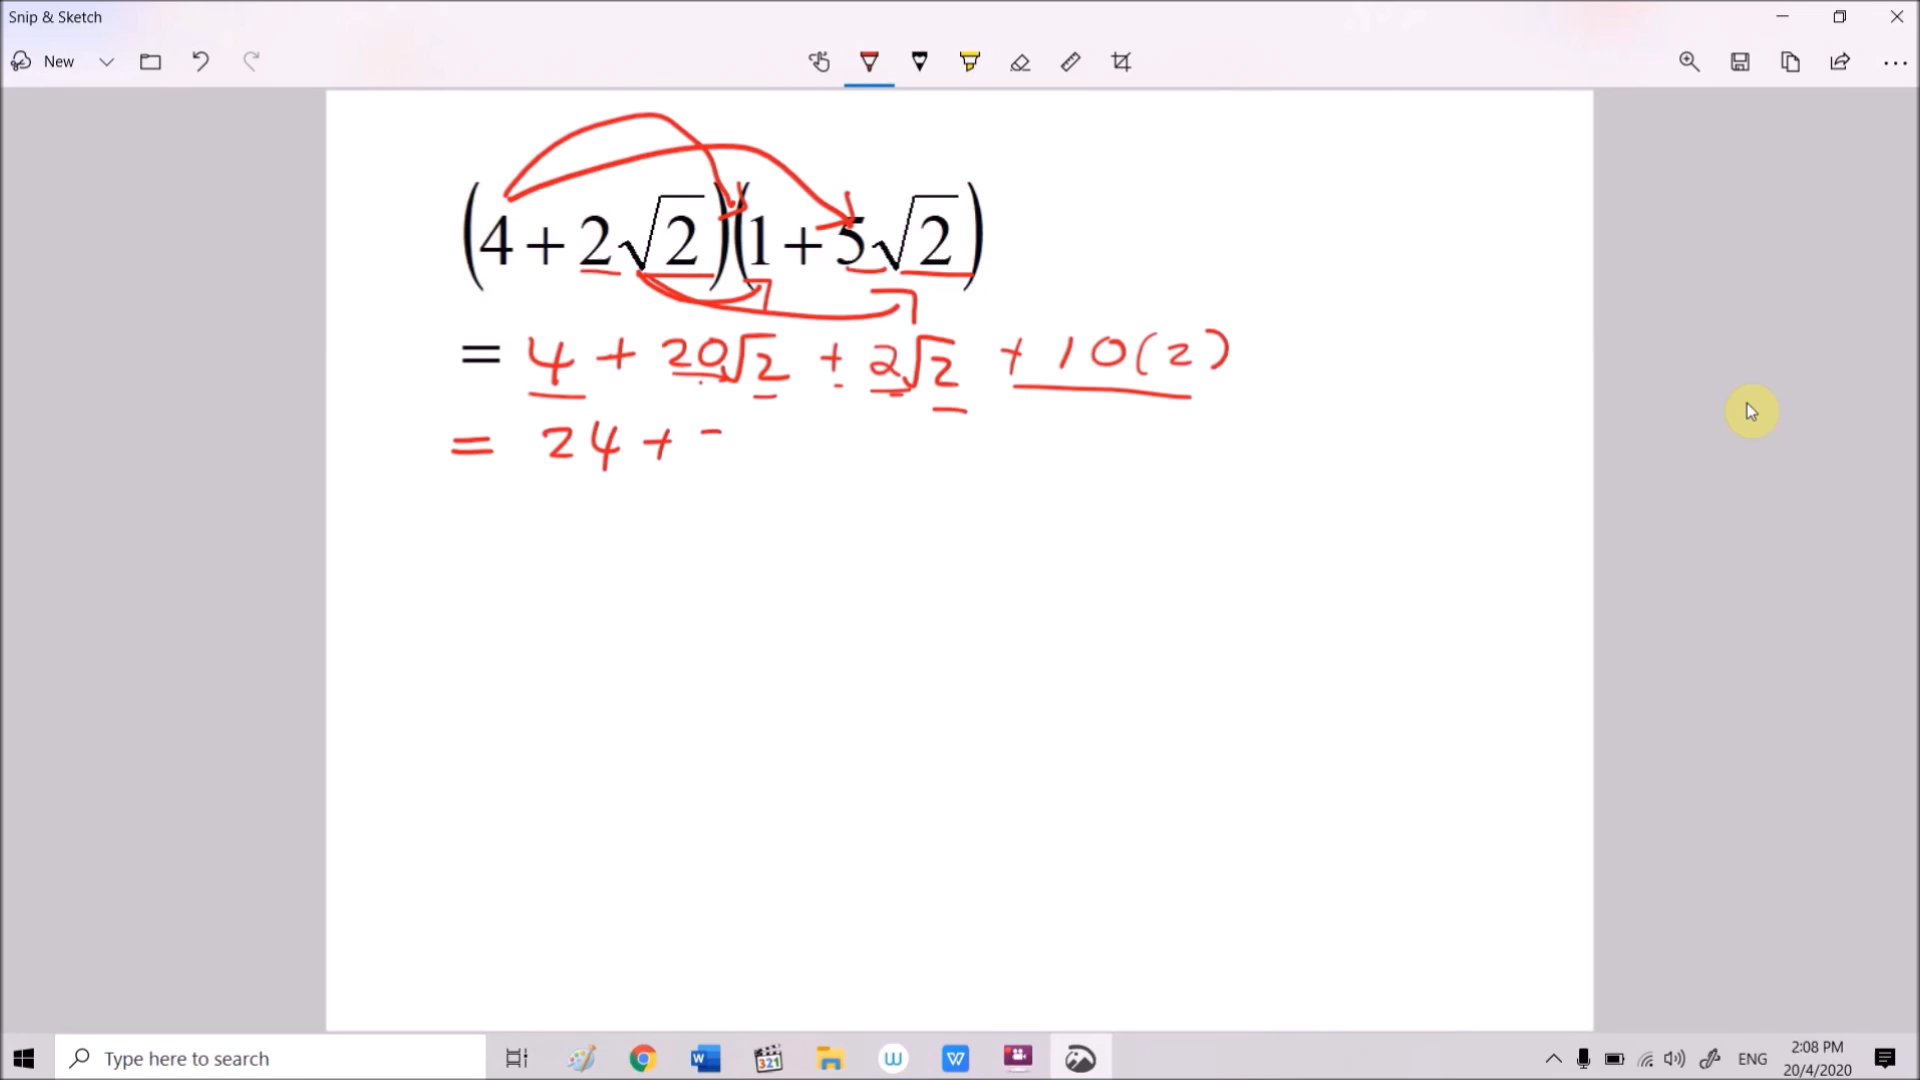 Snip & Sketch
New
(4 + 2√2)(1 + 5√2)
= 4 + 20√2 + 2√2 + 10(2)
= 24 +
Type here to search
321
W
W
W
ENG
2:08 PM
20/4/2020